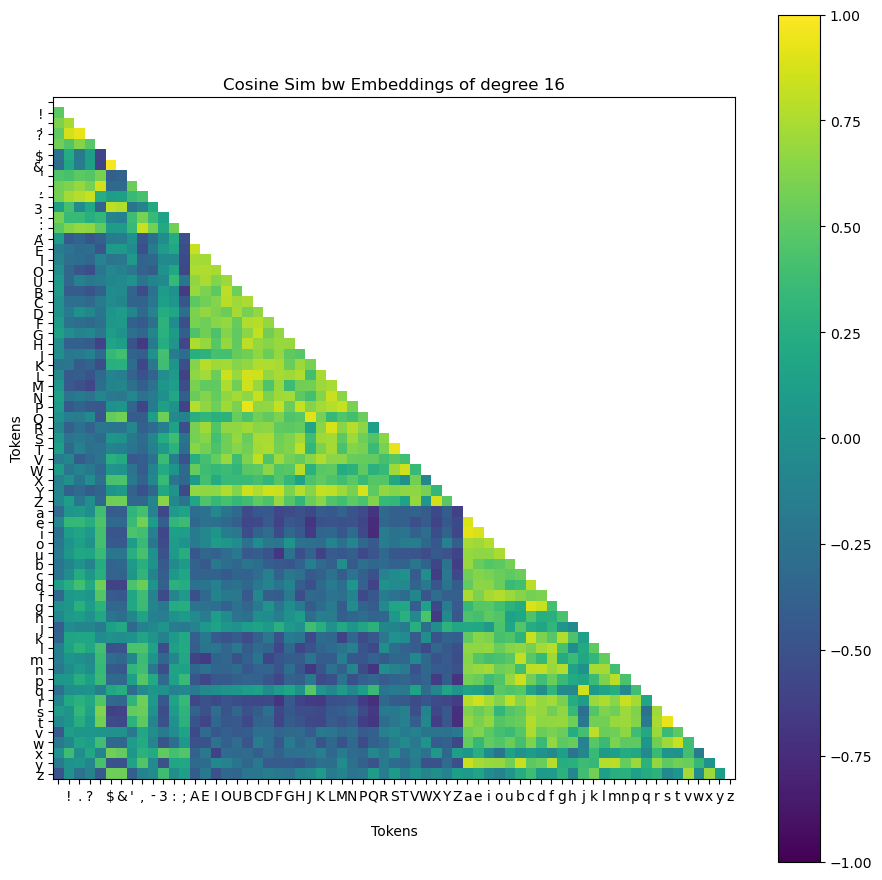 Cosine Sim bw Embeddings of degree 16
Tokens
!
.
?
$
&
'
,
-
3
:
;
A
E
I
O
U
B
C
D
F
G
H
J
K
L
M
N
P
Q
R
S
T
V
W
X
Y
Z
a
e
i
o
u
b
c
d
f
g
h
j
k
l
m
n
p
q
r
s
t
v
w
x
y
z
! . ? $ & ' , - 3 : ; A E I O U B C D F G H J K L M N P Q R S T V W X Y Z a e i o u b c d f g h j k l m n p q r s t v w x y z
Tokens
1.00
0.75
0.50
0.25
0.00
−0.25
−0.50
−0.75
−1.00